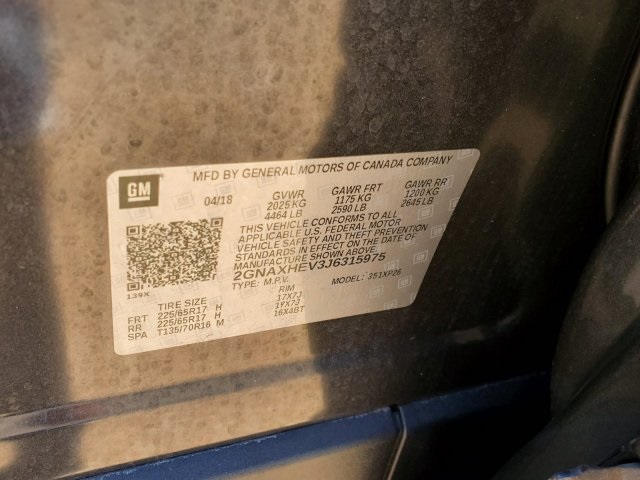 MFD BY GENERAL MOTORS OF CANADA COMPANY
GM
04/18 GVWR GAWR FRT GAWR RR
2025 KG 1175 KG 1200 KG
4464 LB 2590 LB 2645 LB
THIS VEHICLE CONFORMS TO ALL
APPLICABLE U.S. FEDERAL MOTOR
VEHICLE SAFETY AND BUMPER
STANDARDS IN EFFECT ON THE DATE OF
MANUFACTURE SHOWN ABOVE.
2GNAXHEV3J6315975
139X
TYPE: M.P.V. MODEL: 351XP26
TIRE SIZE RIM
FRT 225/65R17 H 17X7J
RR 225/65R17 H 17X7J
SPA T135/70R16 M 16X4BT